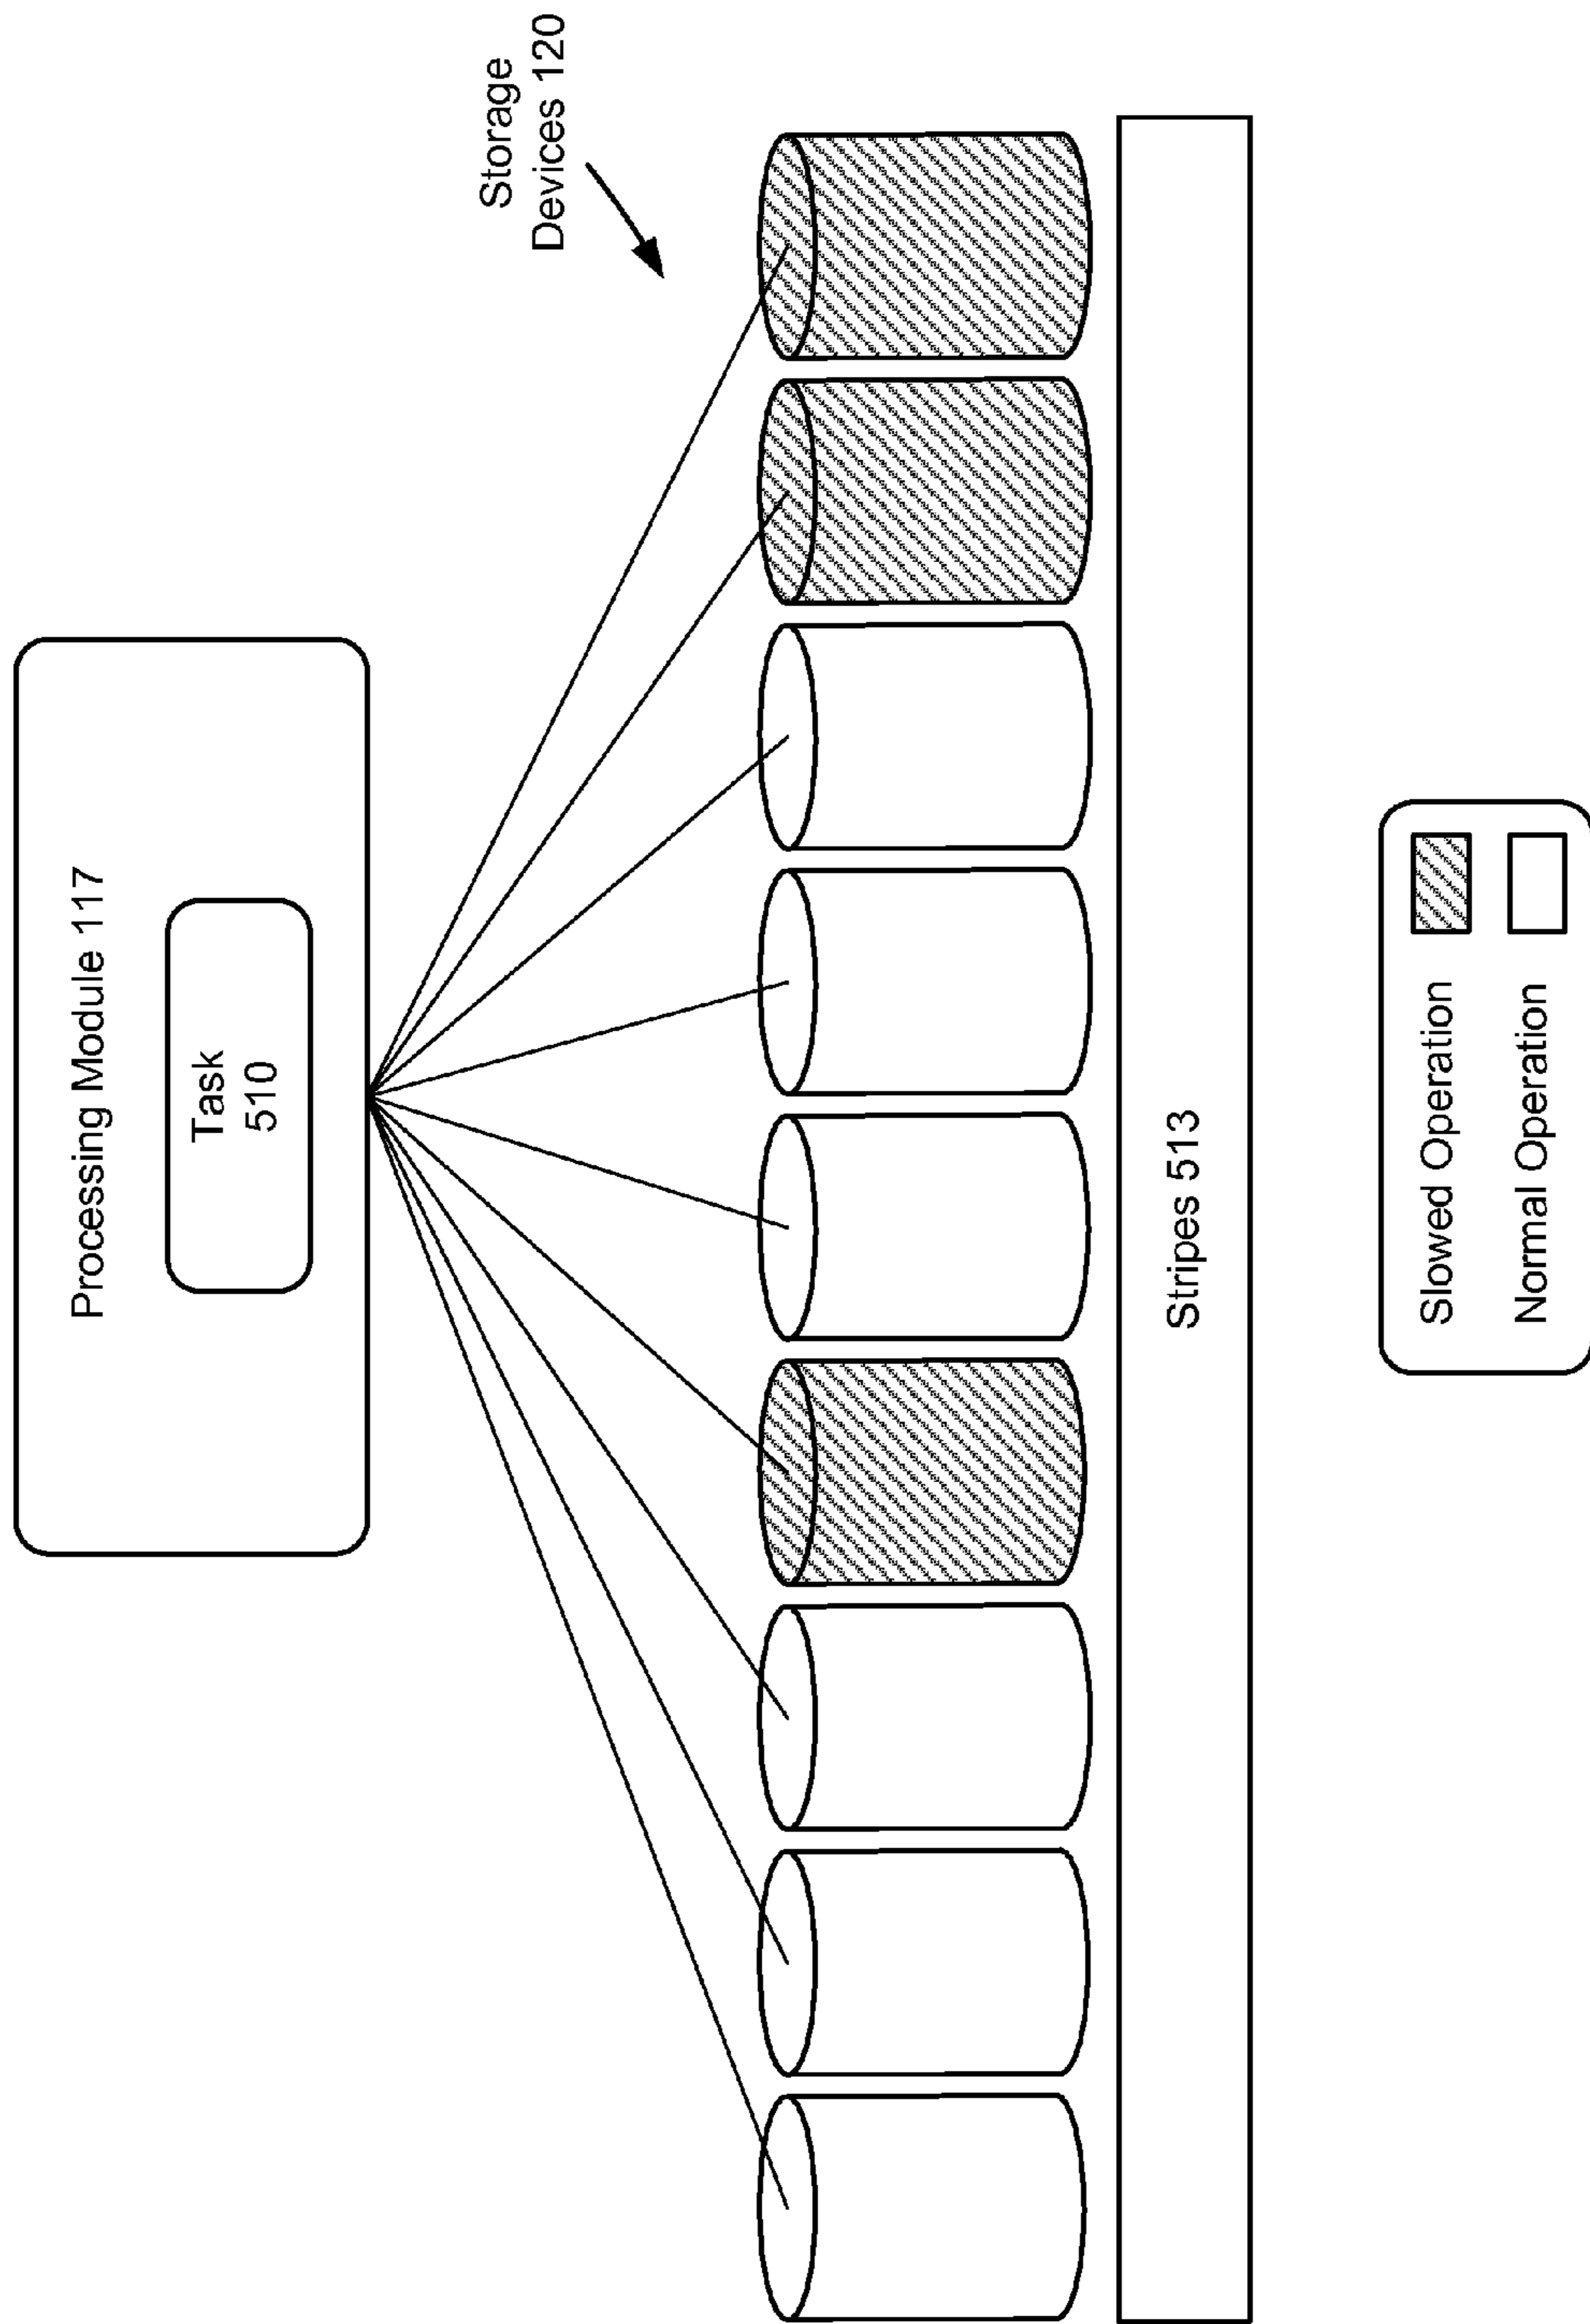 Processing Module 117
Task
510
Storage
Devices 120
Stripes 513
Slowed Operation
Normal Operation